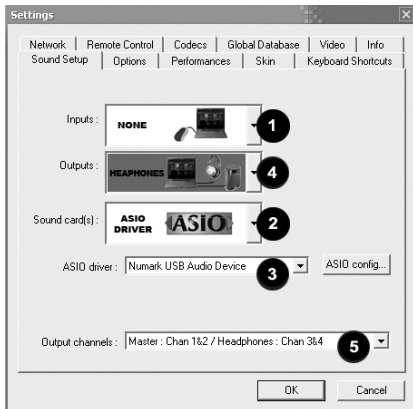 Settings
Network Remote Control Codecs Global Database Video Info
Sound Setup Options Performances Skin Keyboard Shortcuts
Inputs : NONE 1
Outputs : HEAPHONES 4
Sound card(s) : ASIO DRIVER ASIO 2
ASIO driver : Numark USB Audio Device 3 ASIO config...
Output channels : Master : Chan 1&2 / Headphones : Chan 3&4 5
OK Cancel